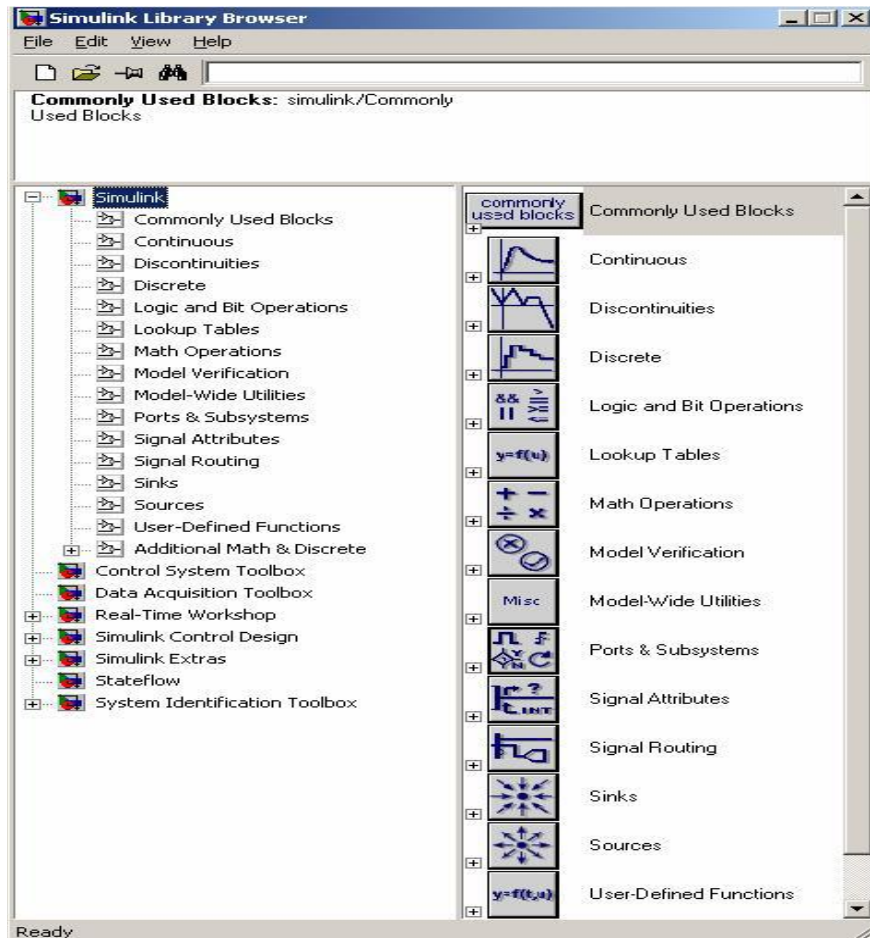 Simulink Library Browser
File Edit View Help
Commonly Used Blocks: simulink/Commonly
Used Blocks
Simulink
Commonly Used Blocks
Continuous
Discontinuities
Discrete
Logic and Bit Operations
Lookup Tables
Math Operations
Model Verification
Model-Wide Utilities
Ports & Subsystems
Signal Attributes
Signal Routing
Sinks
Sources
User-Defined Functions
Additional Math & Discrete
Control System Toolbox
Data Acquisition Toolbox
Real-Time Workshop
Simulink Control Design
Simulink Extras
Stateflow
System Identification Toolbox
commonly
used blocks
Commonly Used Blocks
Continuous
Discontinuities
Discrete
&& > = 
|| >= <=
Logic and Bit Operations
y=f(u)
Lookup Tables
+ −
÷ ×
Math Operations
Model Verification
Misc
Model-Wide Utilities
Y
N
Ports & Subsystems
?
INT
Signal Attributes
Signal Routing
Sinks
Sources
y=f(t,u)
User-Defined Functions
Ready